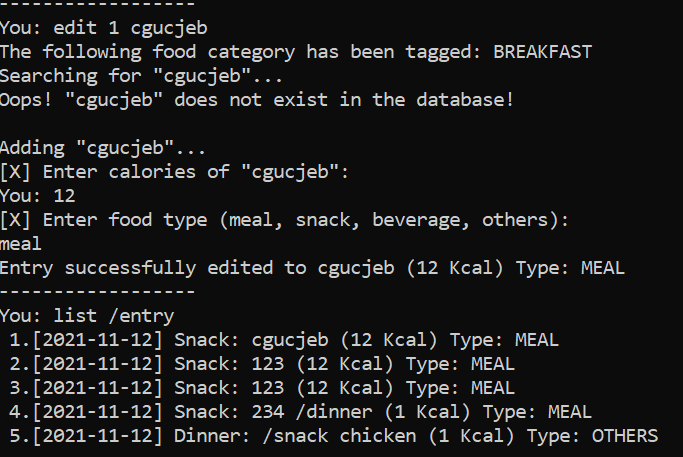 ------------------
You: edit 1 cgucjeb
The following food category has been tagged: BREAKFAST
Searching for "cgucjeb"...
Oops! "cgucjeb" does not exist in the database!
Adding "cgucjeb"...
[X] Enter calories of "cgucjeb":
You: 12
[X] Enter food type (meal, snack, beverage, others):
meal
Entry successfully edited to cgucjeb (12 Kcal) Type: MEAL
------------------
You: list /entry
1.[2021-11-12] Snack: cgucjeb (12 Kcal) Type: MEAL
2.[2021-11-12] Snack: 123 (12 Kcal) Type: MEAL
3.[2021-11-12] Snack: 123 (12 Kcal) Type: MEAL
4.[2021-11-12] Snack: 234 /dinner (1 Kcal) Type: MEAL
5.[2021-11-12] Dinner: /snack chicken (1 Kcal) Type: OTHERS